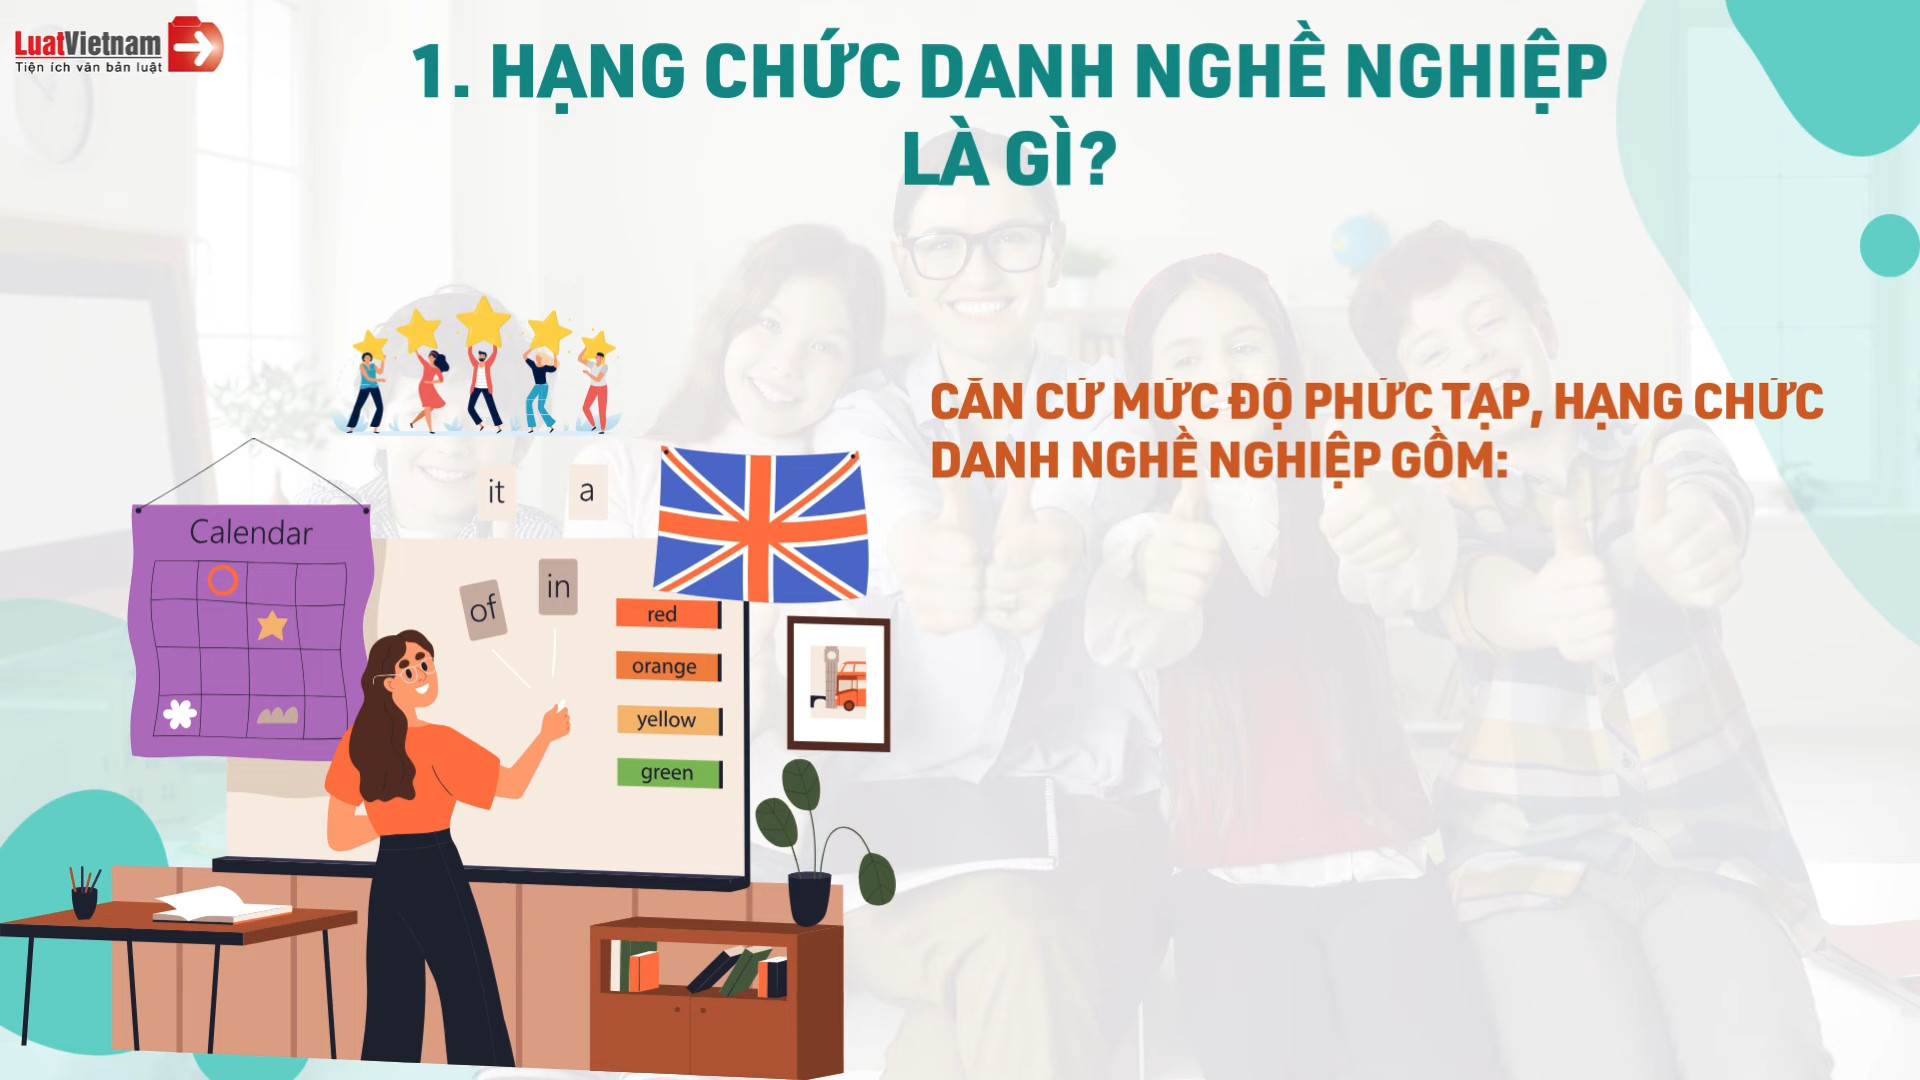 LuatVietnam
Tiện ích văn bản luật
1. HẠNG CHỨC DANH NGHỀ NGHIỆP
LÀ GÌ?
CĂN CỨ MỨC ĐỘ PHỨC TẠP, HẠNG CHỨC
DANH NGHỀ NGHIỆP GỒM:
it
a
Calendar
of
in
red
orange
yellow
green